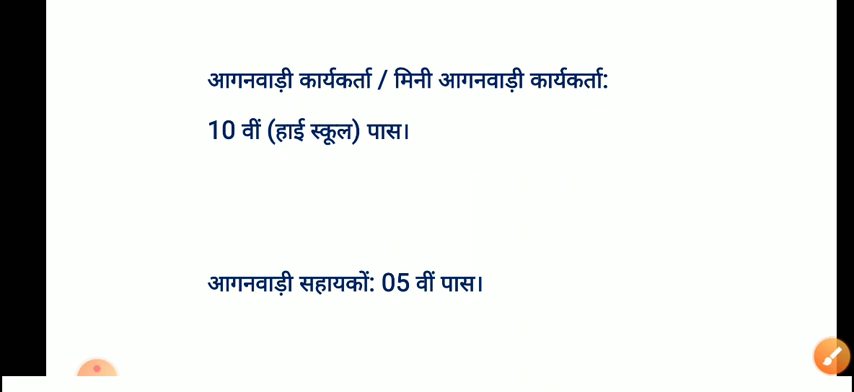 आगनवाड़ी कार्यकर्ता / मिनी आगनवाड़ी कार्यकर्ता:
10 वीं (हाई स्कूल) पास।
आगनवाड़ी सहायकों: 05 वीं पास।